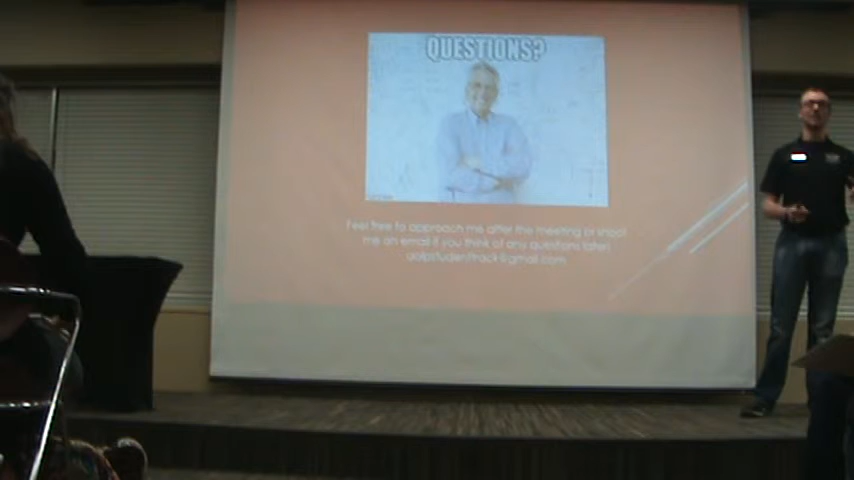 QUESTIONS?
Feel free to approach me after the meeting or shoot
me an email if you think of any questions later!